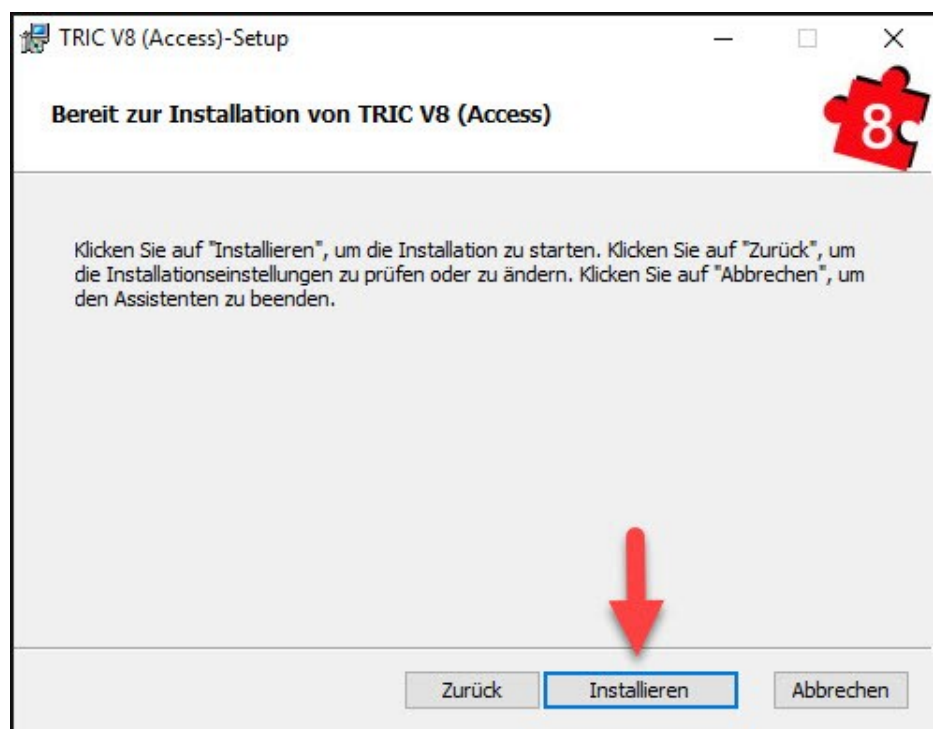 TRIC V8 (Access)-Setup
Bereit zur Installation von TRIC V8 (Access)
8
Klicken Sie auf "Installieren", um die Installation zu starten. Klicken Sie auf "Zurück", um
die Installationseinstellungen zu prüfen oder zu ändern. Klicken Sie auf "Abbrechen", um
den Assistenten zu beenden.
Zurück Installieren Abbrechen